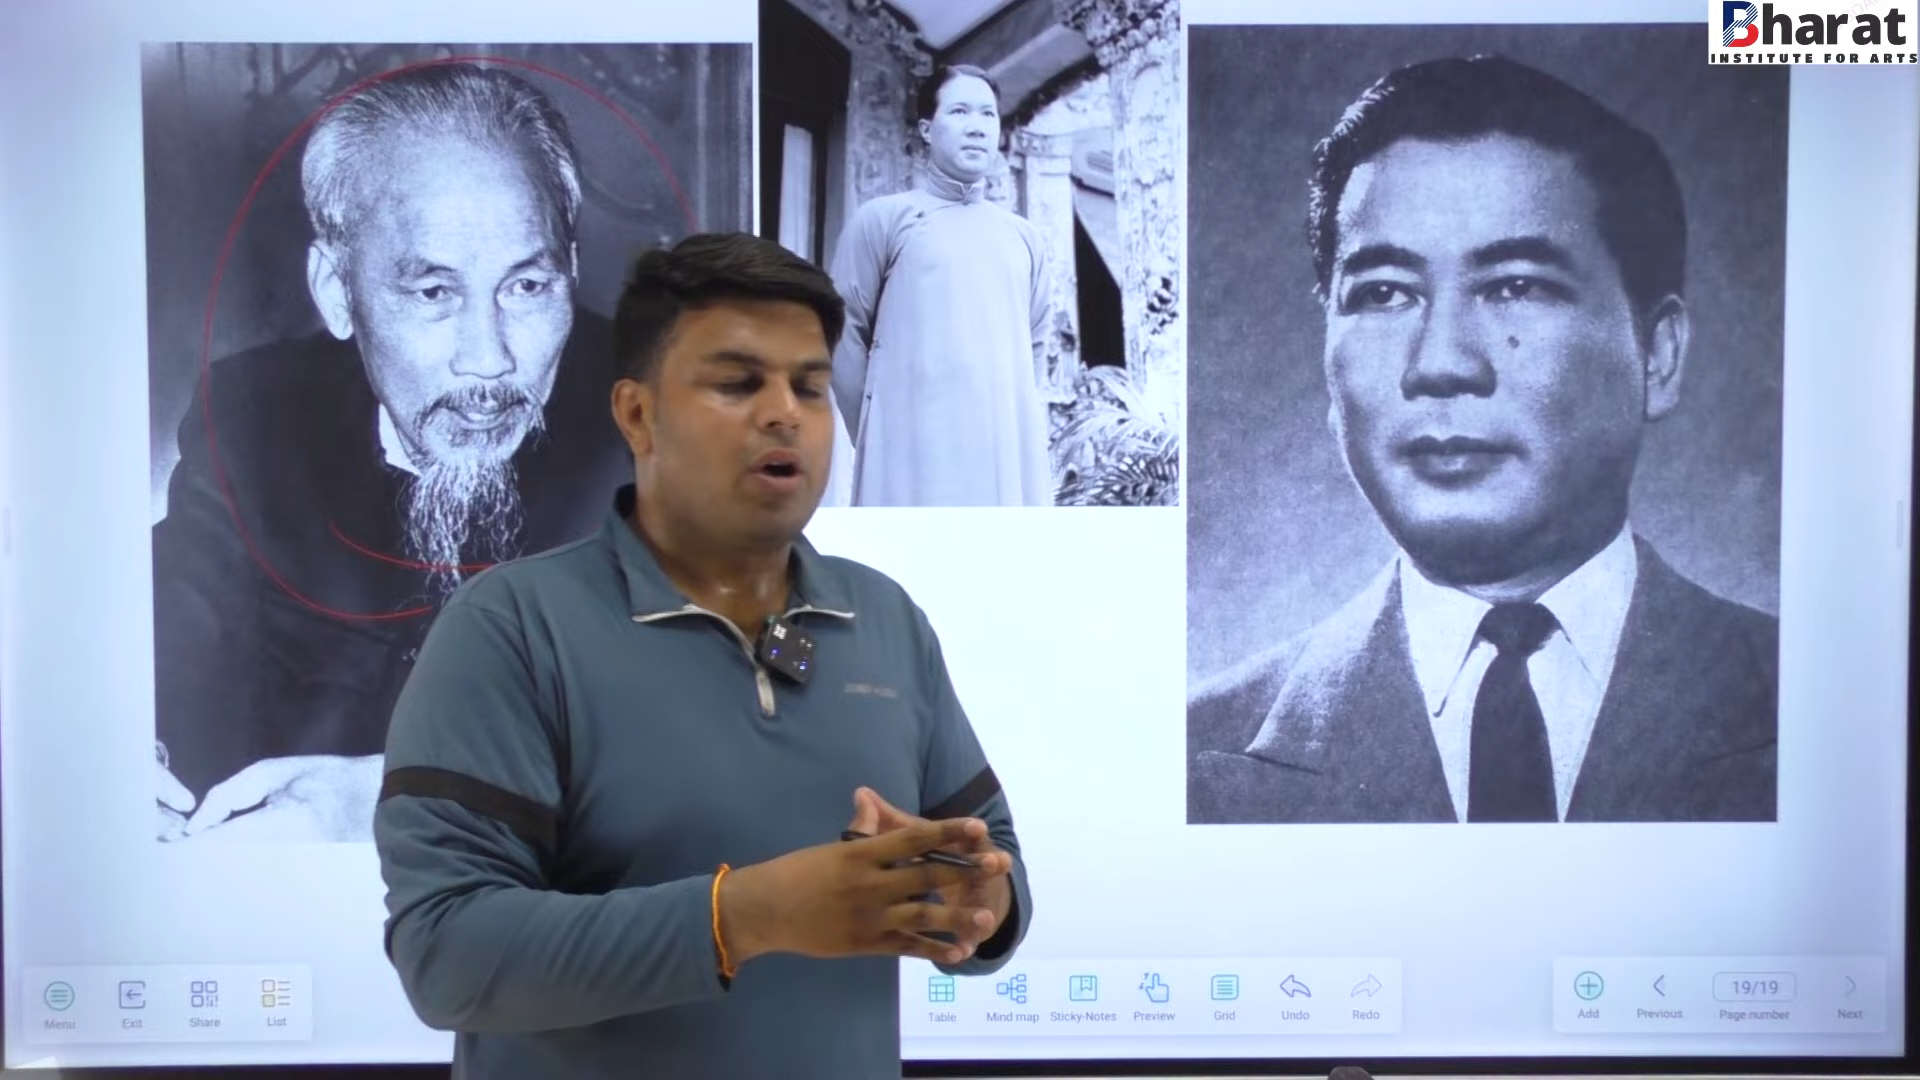 Bharat
INSTITUTE FOR ARTS
Menu
Exit
Share
List
Table
Mind map
Sticky-Notes
Preview
Grid
Undo
Redo
Add
Previous
19/19
Page number
Next